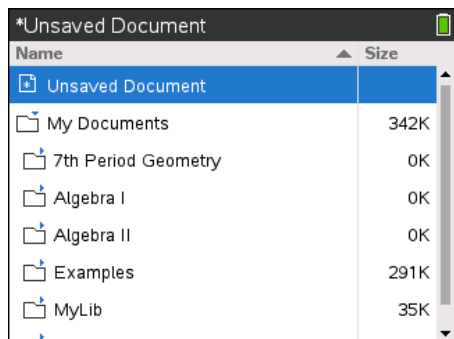 *Unsaved Document
Name Size
Unsaved Document
My Documents 342K
7th Period Geometry 0K
Algebra I 0K
Algebra II 0K
Examples 291K
MyLib 35K